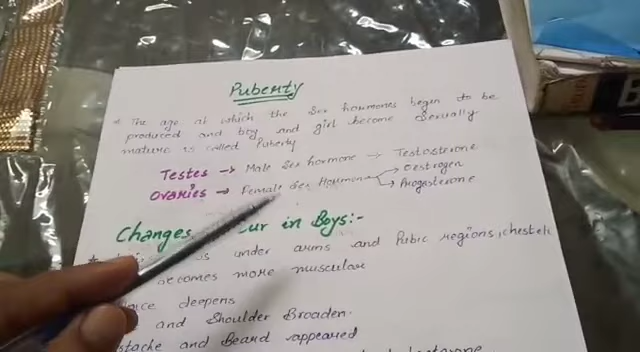 Puberty
* The age at which the Sex hormones begin to be
produced and boy and girl become Sexually
mature is called Puberty
Testes → Male Sex hormone → Testosterone
Ovaries → Female Sex Hormone → Oestrogen
→ Progesterone
Changes in Boys:-
under arms and Pubic regions, chest etc
becomes more muscular
deepens
and Shoulder Broaden.
and Beard appeared